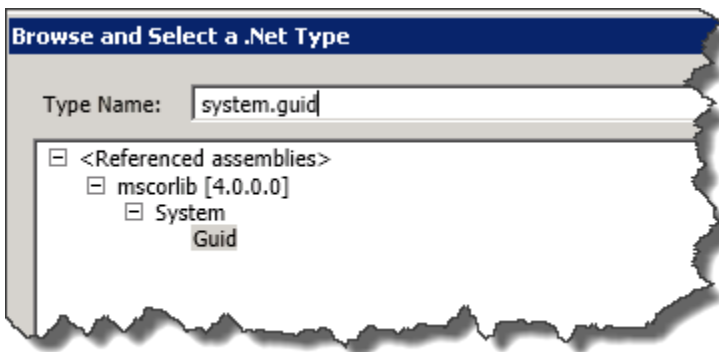 Browse and Select a .Net Type
Type Name: system.guid
<Referenced assemblies>
mscorlib [4.0.0.0]
System
Guid